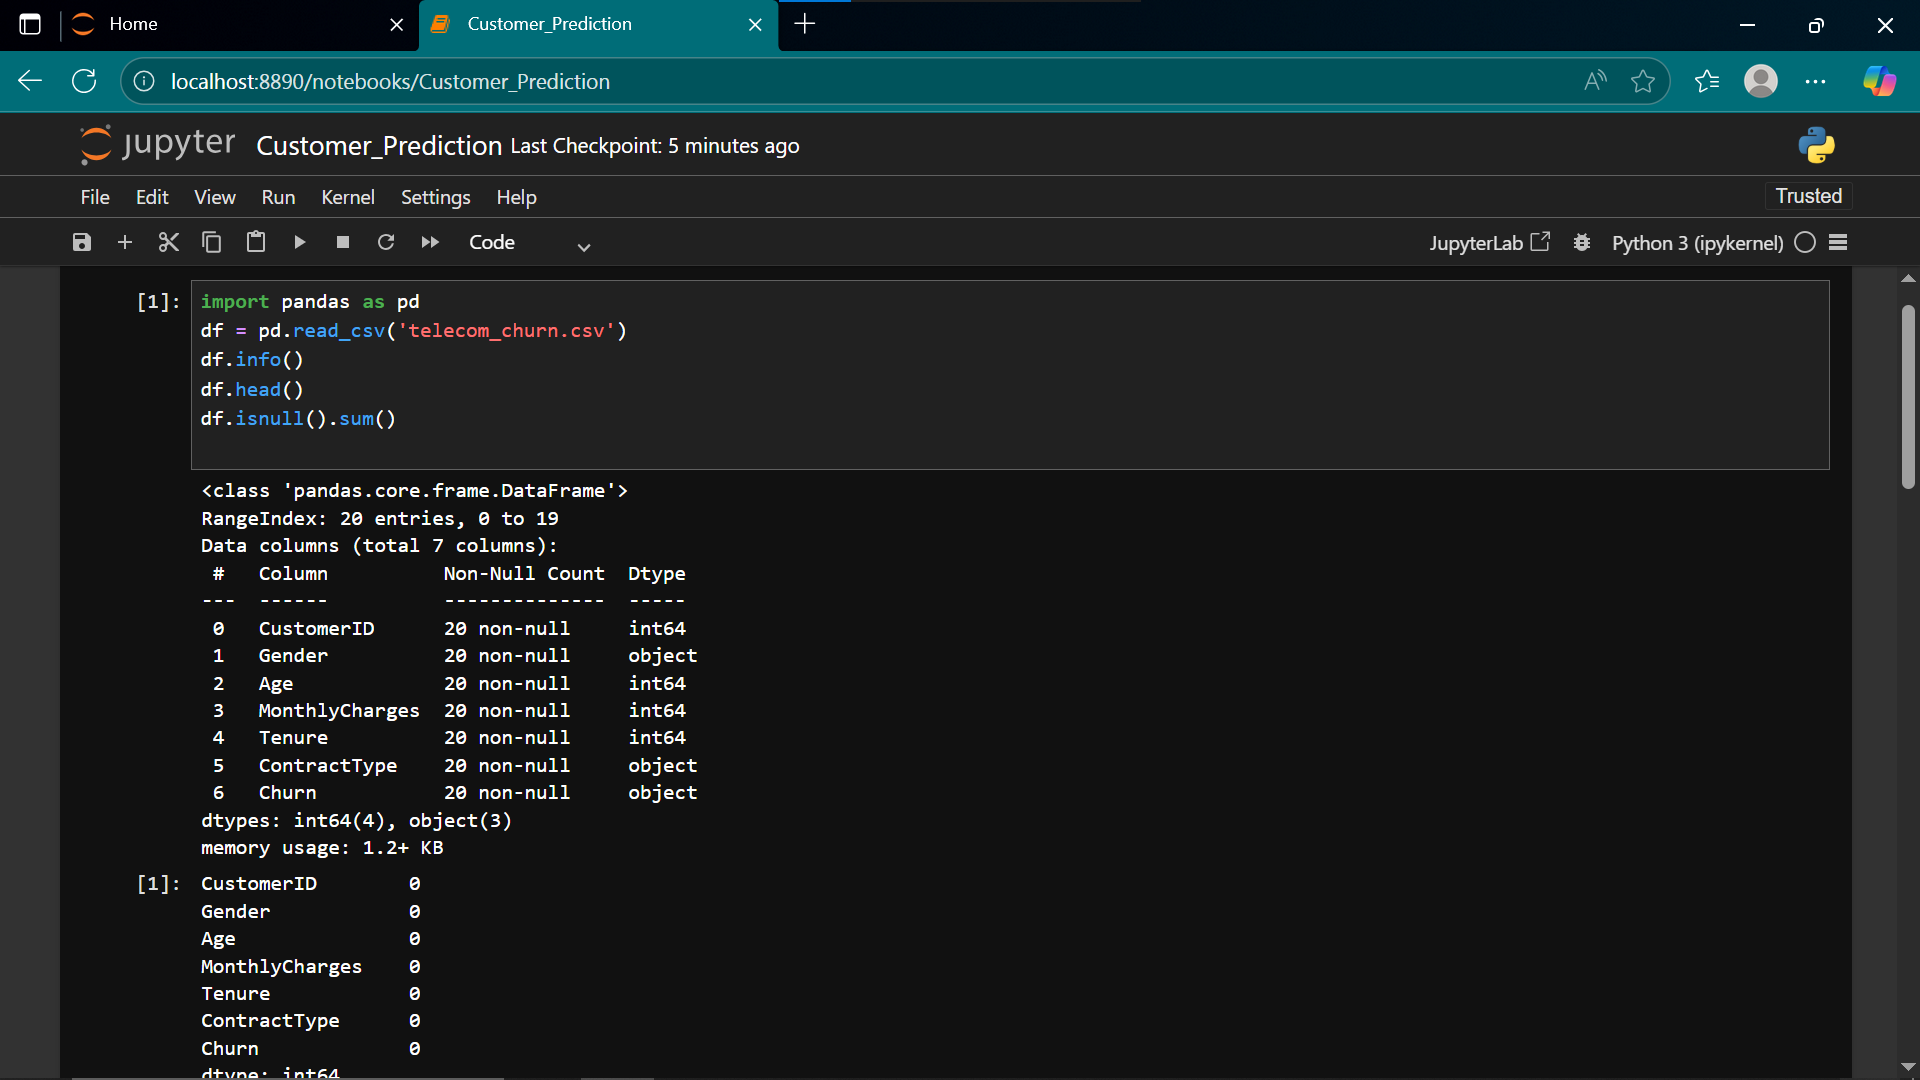 Home
Customer_Prediction
localhost:8890/notebooks/Customer_Prediction
jupyter Customer_Prediction Last Checkpoint: 5 minutes ago
File Edit View Run Kernel Settings Help Trusted
Code JupyterLab Python 3 (ipykernel)
[1]: import pandas as pd
df = pd.read_csv('telecom_churn.csv')
df.info()
df.head()
df.isnull().sum()
<class 'pandas.core.frame.DataFrame'>
RangeIndex: 20 entries, 0 to 19
Data columns (total 7 columns):
 #   Column          Non-Null Count  Dtype
---  ------          --------------  -----
 0   CustomerID      20 non-null     int64
 1   Gender          20 non-null     object
 2   Age             20 non-null     int64
 3   MonthlyCharges  20 non-null     int64
 4   Tenure          20 non-null     int64
 5   ContractType    20 non-null     object
 6   Churn           20 non-null     object
dtypes: int64(4), object(3)
memory usage: 1.2+ KB
[1]: CustomerID        0
Gender            0
Age               0
MonthlyCharges    0
Tenure            0
ContractType      0
Churn             0
dtype: int64